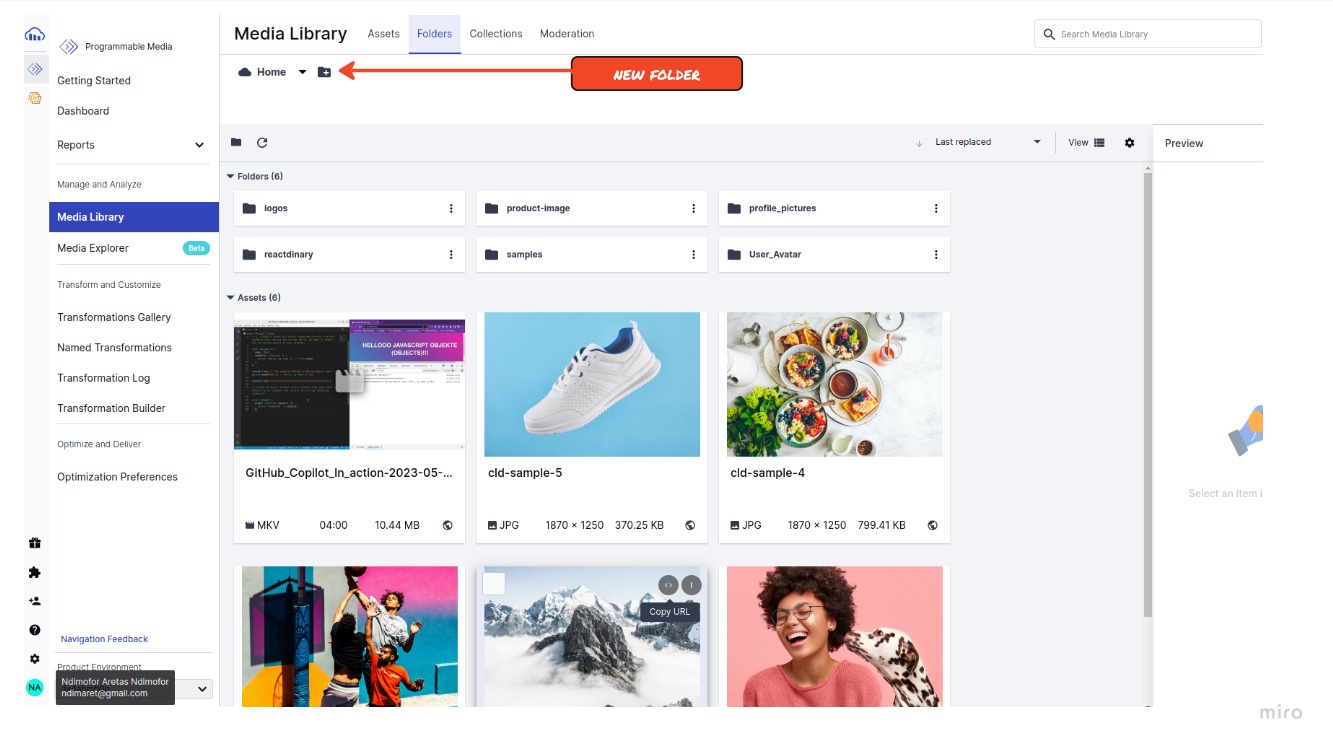 Media Library
Assets
Folders
Collections
Moderation
Search Media Library
Programmable Media
Getting Started
Dashboard
Reports
Manage and Analyze
Media Library
Media Explorer
Beta
Transform and Customize
Transformations Gallery
Named Transformations
Transformation Log
Transformation Builder
Optimize and Deliver
Optimization Preferences
Navigation Feedback
Product Environment
Ndimofor Aretas Ndimofor
ndimaret@gmail.com
NA
Home
NEW FOLDER
Last replaced
View
Preview
Folders (6)
logos
product-image
profile_pictures
reactdinary
samples
User_Avatar
Assets (6)
HELLOOO JAVASCRIPT OBJEKTE
(OBJECTS)!!!
GitHub_Copilot_In_action-2023-05-...
MKV 04:00 10.44 MB
cld-sample-5
JPG 1870 × 1250 370.25 KB
cld-sample-4
JPG 1870 × 1250 799.41 KB
Copy URL
Select an item i
miro